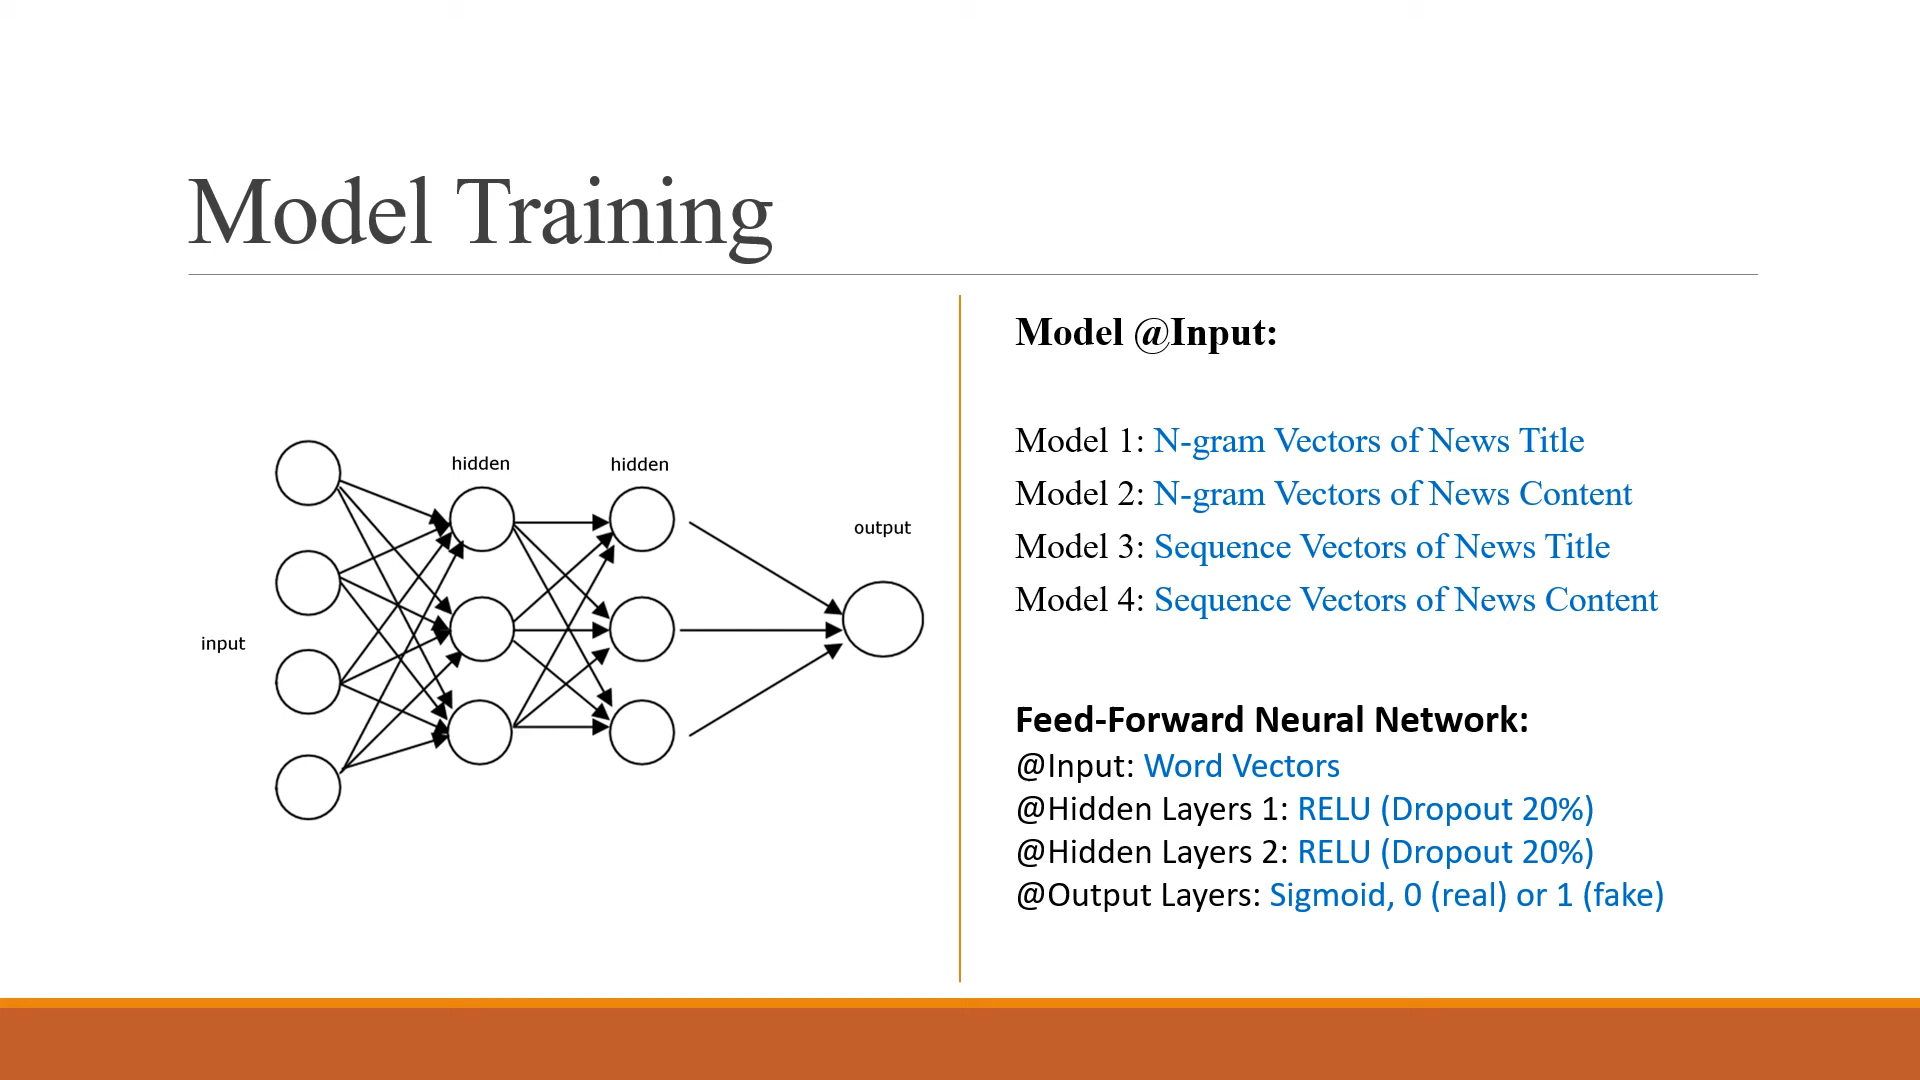 Model Training
hidden
hidden
output
input
Model @Input:
Model 1: N-gram Vectors of News Title
Model 2: N-gram Vectors of News Content
Model 3: Sequence Vectors of News Title
Model 4: Sequence Vectors of News Content
Feed-Forward Neural Network:
@Input: Word Vectors
@Hidden Layers 1: RELU (Dropout 20%)
@Hidden Layers 2: RELU (Dropout 20%)
@Output Layers: Sigmoid, 0 (real) or 1 (fake)